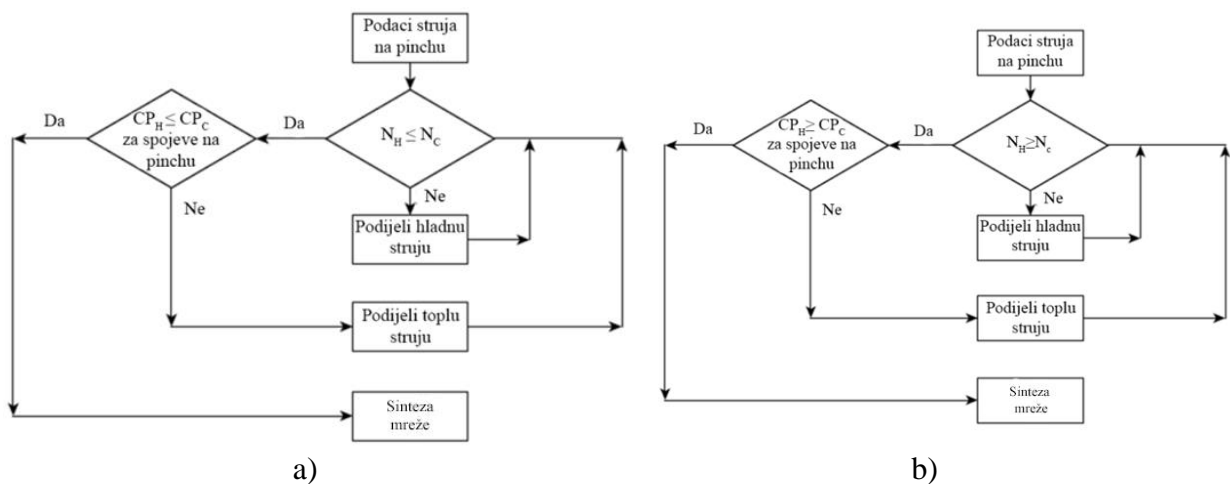 Podaci struja
na pinchu
Da
CP_H ≤ CP_C
za spojeve na
pinchu
Da
N_H ≤ N_C
Ne
Ne
Podijeli hladnu
struju
Podijeli toplu
struju
Sinteza
mreže
a)
Podaci struja
na pinchu
Da
CP_H ≥ CP_C
za spojeve na
pinchu
Da
N_H≥N_c
Ne
Ne
Podijeli hladnu
struju
Podijeli toplu
struju
Sinteza
mreže
b)